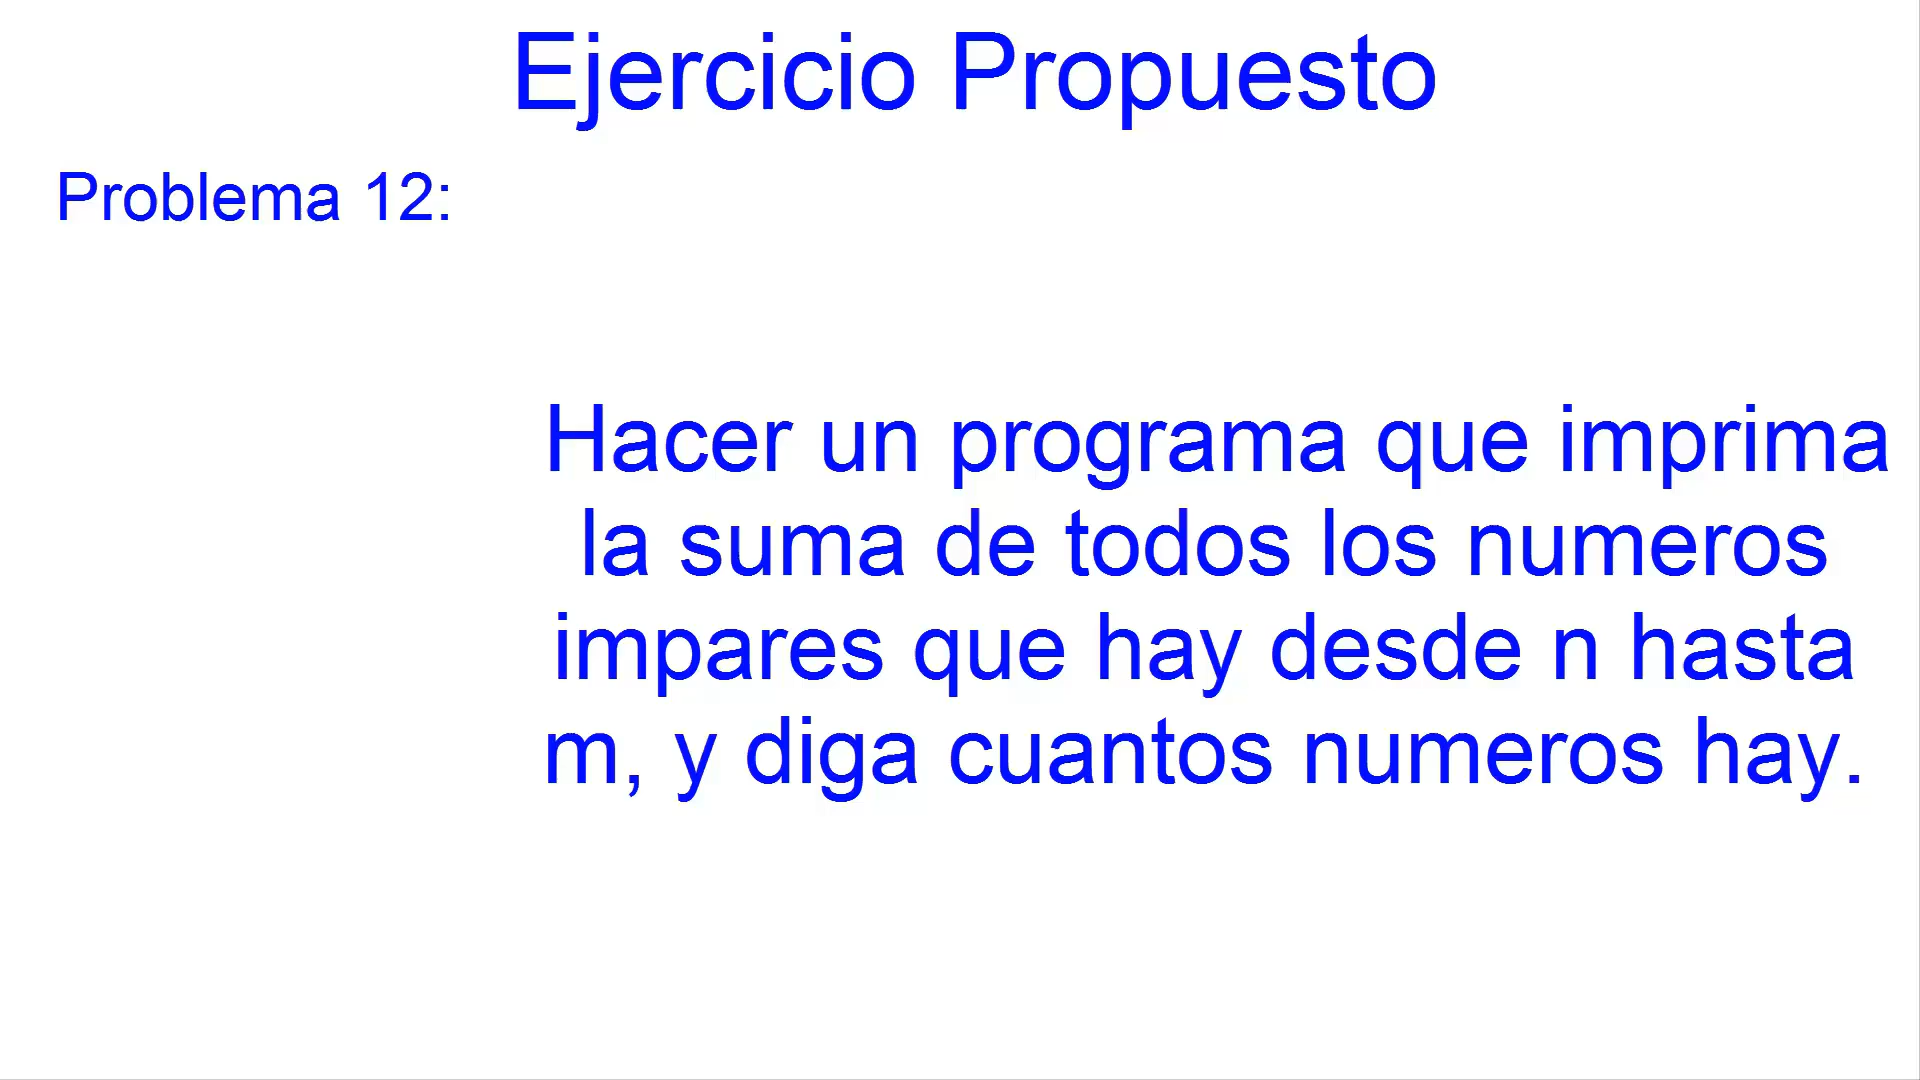 Ejercicio Propuesto
Problema 12:
Hacer un programa que imprima
la suma de todos los numeros
impares que hay desde n hasta
m, y diga cuantos numeros hay.